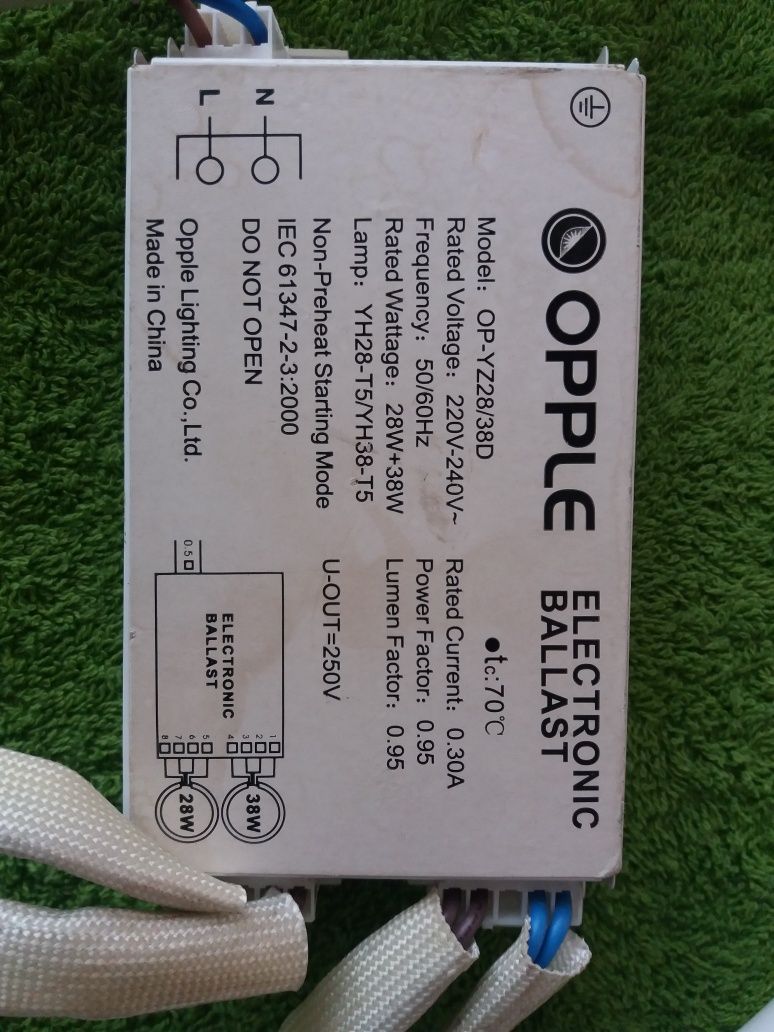 OPPLE
ELECTRONIC
BALLAST
Model: OP-YZ28/38D
●tc:70℃
Rated Voltage: 220V-240V~
Rated Current: 0.30A
Frequency: 50/60Hz
Power Factor: 0.95
Rated Wattage: 28W+38W
Lumen Factor: 0.95
Lamp: YH28-T5/YH38-T5
Non-Preheat Starting Mode
U-OUT=250V
IEC 61347-2-3:2000
DO NOT OPEN
Opple Lighting Co.,Ltd.
Made in China
N
L
0.5
ELECTRONIC
BALLAST
1
2
3
4
5
6
7
8
38W
28W